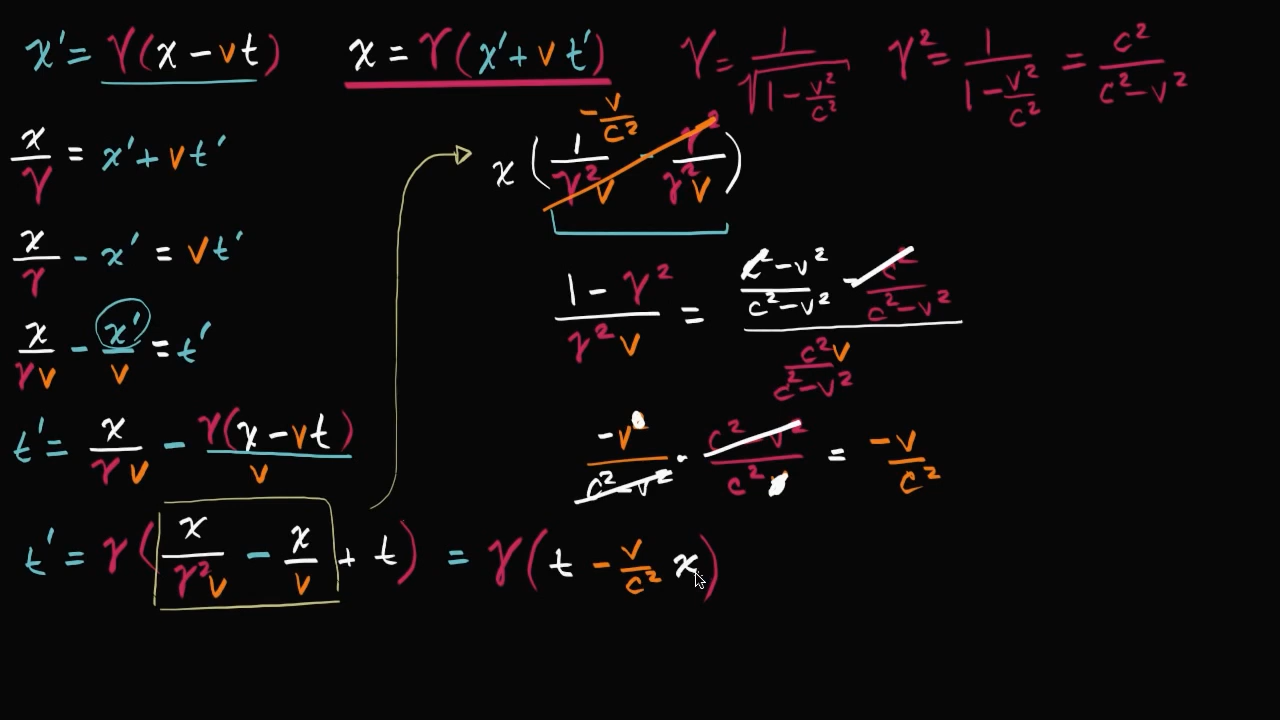 x' = γ(x − vt)   x = γ(x' + vt')   γ = 1/√(1 − v²/c²)   γ² = 1/(1 − v²/c²) = c²/(c² − v²)
x/γ = x' + vt'
−v/c²
x(1/(γ²v) − γ²/(γ²v))
x/γ − x' = vt'
(1 − γ²)/(γ²v) = ((c² − v²)/(c² − v²) − c²/(c² − v²))/(c²v/(c² − v²))
x/(γv) − x'/v = t'
t' = x/(γv) − γ(x − vt)/v
−v²/(c² − v²) · (c² − v²)/(c²v) = −v/c²
t' = γ(x/(γ²v) − x/v + t) = γ(t − v/c² x)